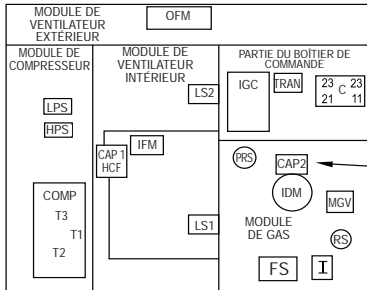 MODULE DE
VENTILATEUR
EXTÉRIEUR
OFM
MODULE DE
COMPRESSEUR
LPS
HPS
COMP
T3
T1
T2
MODULE DE
VENTILATEUR
INTÉRIEUR
LS2
CAP 1
HCF
IFM
LS1
PARTIE DU BOÎTIER DE
COMMANDE
IGC
TRAN
23 C 23
21 11
PRS
CAP2
IDM
MGV
MODULE
DE GAS
RS
FS
I